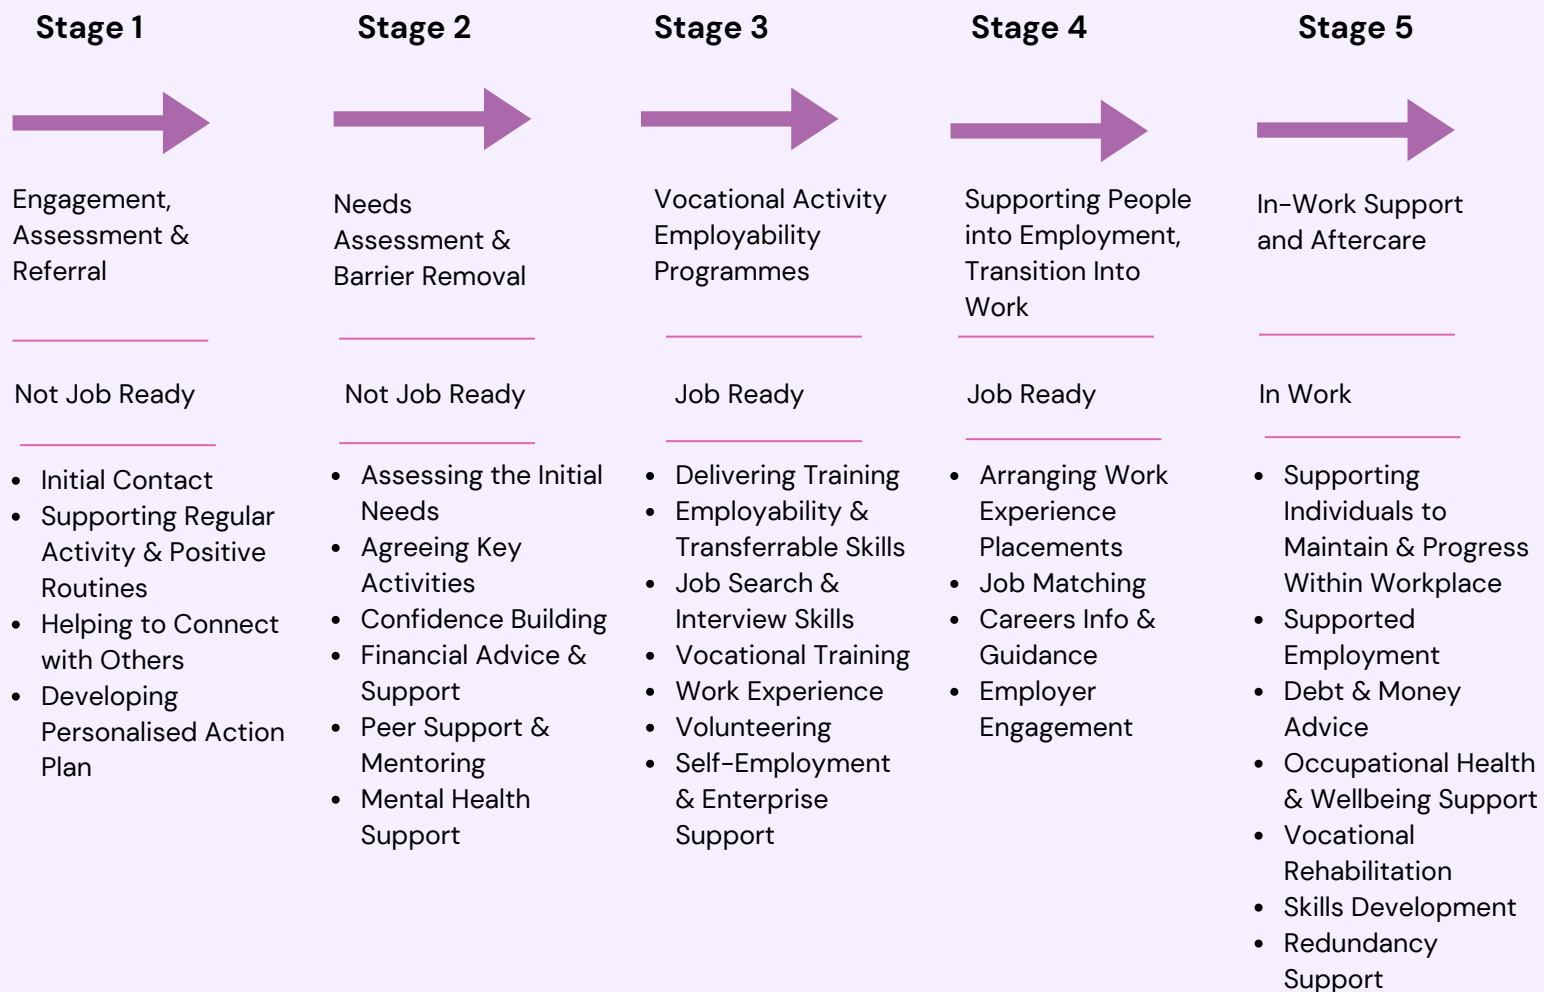 Stage 1
Engagement,
Assessment &
Referral
Not Job Ready
• Initial Contact
• Supporting Regular
Activity & Positive
Routines
• Helping to Connect
with Others
• Developing
Personalised Action
Plan
Stage 2
Needs
Assessment &
Barrier Removal
Not Job Ready
• Assessing the Initial
Needs
• Agreeing Key
Activities
• Confidence Building
• Financial Advice &
Support
• Peer Support &
Mentoring
• Mental Health
Support
Stage 3
Vocational Activity
Employability
Programmes
Job Ready
• Delivering Training
• Employability &
Transferrable Skills
• Job Search &
Interview Skills
• Vocational Training
• Work Experience
• Volunteering
• Self-Employment
& Enterprise
Support
Stage 4
Supporting People
into Employment,
Transition Into
Work
Job Ready
• Arranging Work
Experience
Placements
• Job Matching
• Careers Info &
Guidance
• Employer
Engagement
Stage 5
In-Work Support
and Aftercare
In Work
• Supporting
Individuals to
Maintain & Progress
Within Workplace
• Supported
Employment
• Debt & Money
Advice
• Occupational Health
& Wellbeing Support
• Vocational
Rehabilitation
• Skills Development
• Redundancy
Support